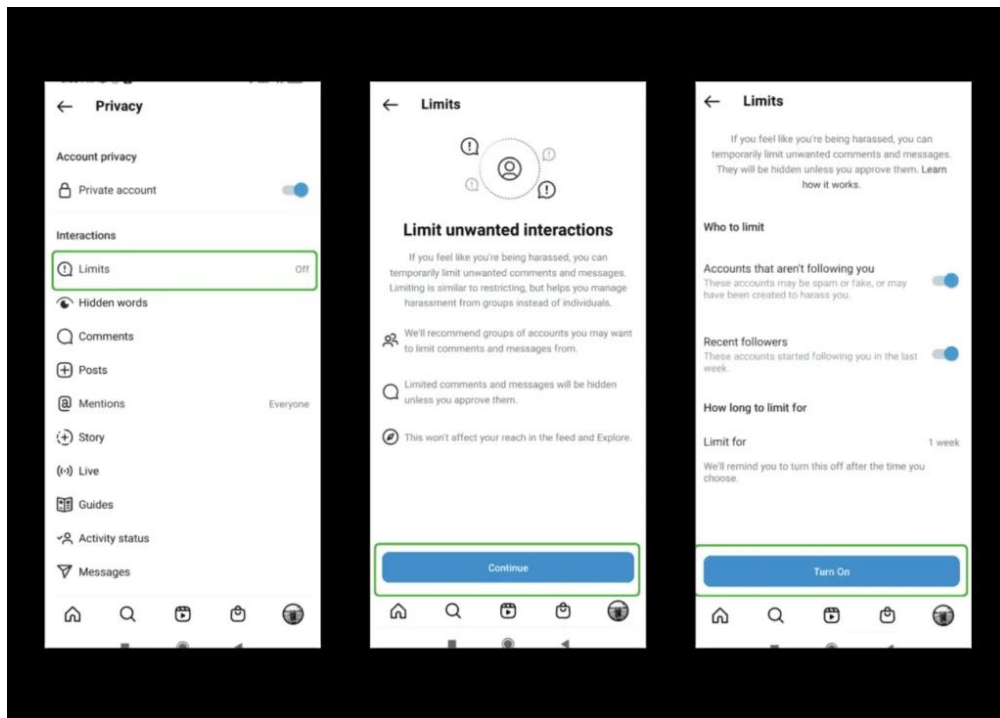 Privacy
Account privacy
Private account
Interactions
Limits
Off
Hidden words
Comments
Posts
Mentions
Everyone
Story
Live
Guides
Activity status
Messages
Limits
Limit unwanted interactions
If you feel like you're being harassed, you can
temporarily limit unwanted comments and messages.
Limiting is similar to restricting, but helps you manage
harassment from groups instead of individuals.
We'll recommend groups of accounts you may want
to limit comments and messages from.
Limited comments and messages will be hidden
unless you approve them.
This won't affect your reach in the feed and Explore.
Continue
Limits
If you feel like you're being harassed, you can
temporarily limit unwanted comments and messages.
They will be hidden unless you approve them. Learn
how it works.
Who to limit
Accounts that aren't following you
These accounts may be spam or fake, or may
have been created to harass you.
Recent followers
These accounts started following you in the last
week.
How long to limit for
Limit for
1 week
We'll remind you to turn this off after the time you
choose.
Turn On